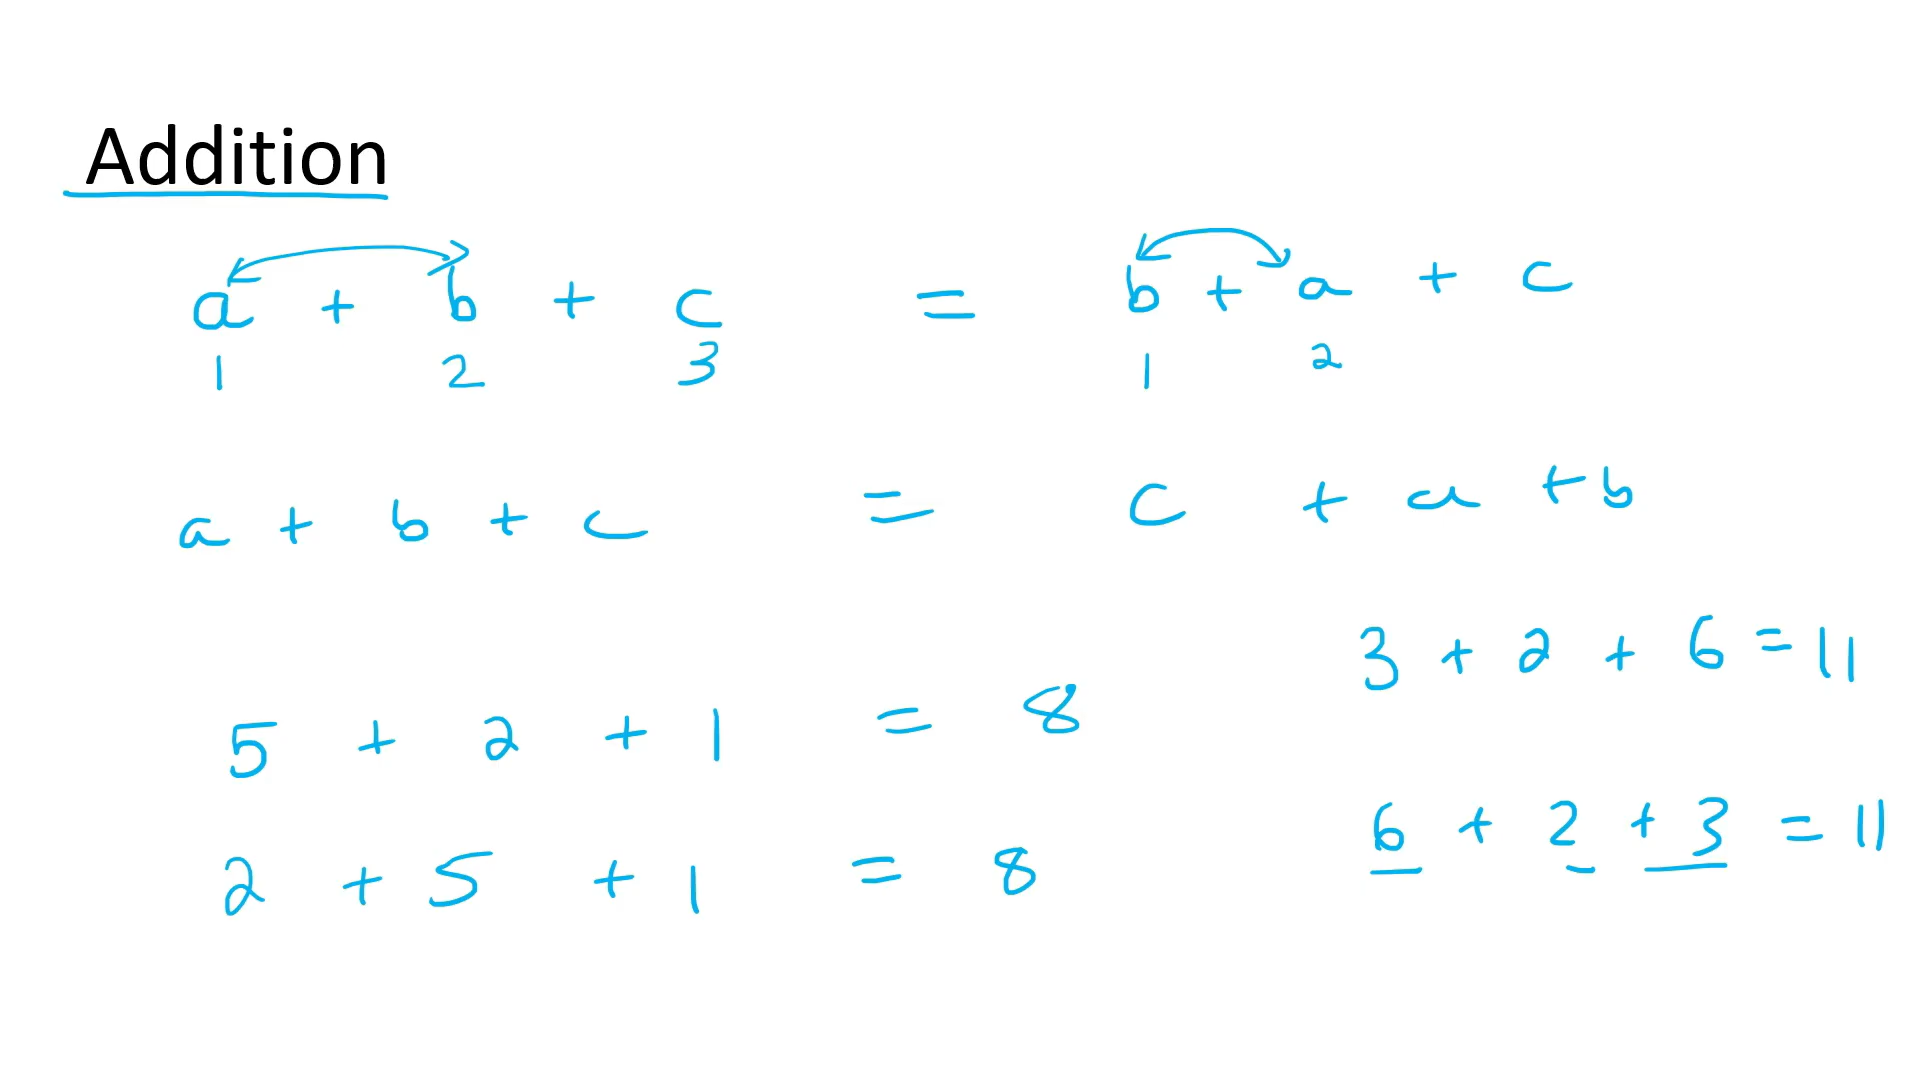 Addition
a + b + c = b + a + c
1 2 3 1 2
a + b + c = c + a + b
3 + 2 + 6 = 11
5 + 2 + 1 = 8
6 + 2 + 3 = 11
2 + 5 + 1 = 8